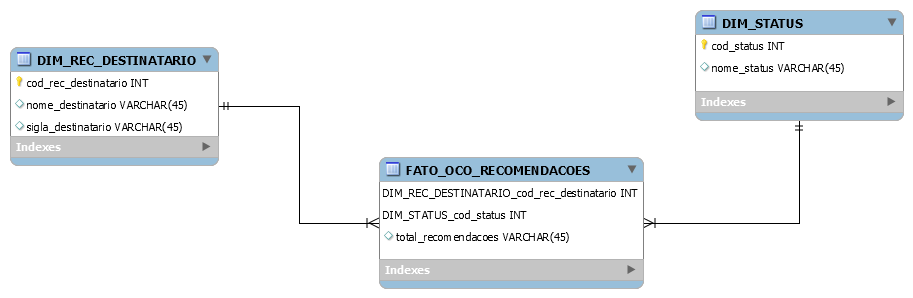 DIM_REC_DESTINATARIO
cod_rec_destinatario INT
nome_destinatario VARCHAR(45)
sigla_destinatario VARCHAR(45)
Indexes
DIM_STATUS
cod_status INT
nome_status VARCHAR(45)
Indexes
FATO_OCO_RECOMENDACOES
DIM_REC_DESTINATARIO_cod_rec_destinatario INT
DIM_STATUS_cod_status INT
total_recomendacoes VARCHAR(45)
Indexes